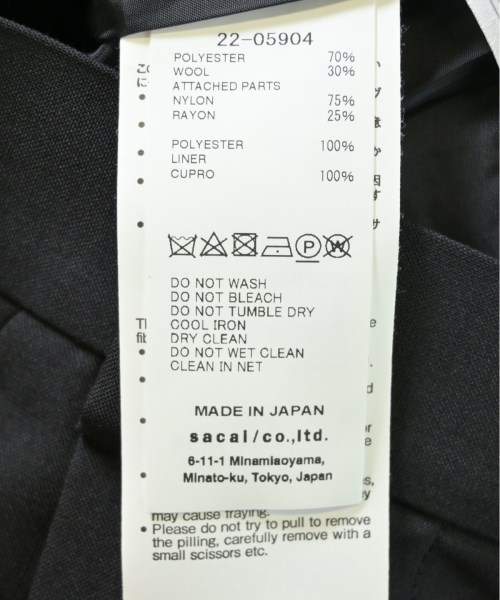 22-05904
POLYESTER 70%
WOOL 30%
ATTACHED PARTS
NYLON 75%
RAYON 25%
POLYESTER 100%
LINER
CUPRO 100%
DO NOT WASH
DO NOT BLEACH
DO NOT TUMBLE DRY
COOL IRON
DRY CLEAN
DO NOT WET CLEAN
CLEAN IN NET
MADE IN JAPAN
sacai/co.,ltd.
6-11-1 Minamiaoyama,
Minato-ku, Tokyo, Japan
may cause fraying.
• Please do not try to pull to remove
the pilling, carefully remove with a
small scissors etc.